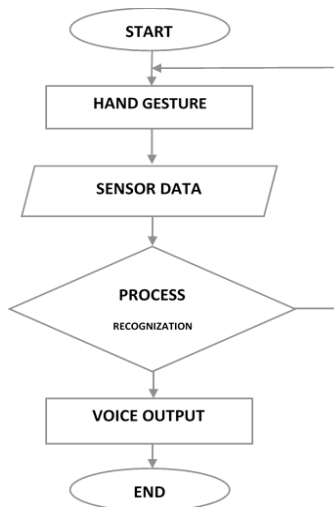 START
HAND GESTURE
SENSOR DATA
PROCESS
RECOGNIZATION
VOICE OUTPUT
END